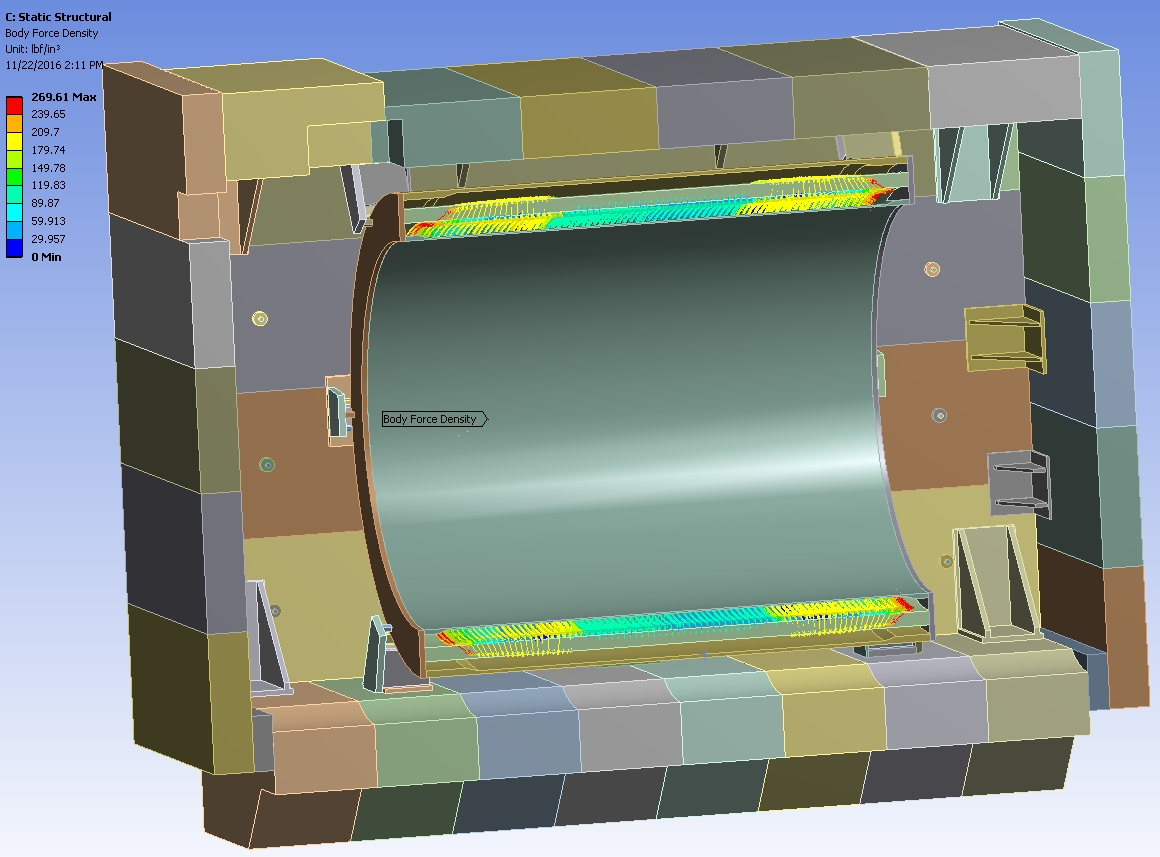 C: Static Structural
Body Force Density
Unit: lbf/in³
11/22/2016 2:11 PM
269.61 Max
239.65
209.7
179.74
149.78
119.83
89.87
59.913
29.957
0 Min
Body Force Density